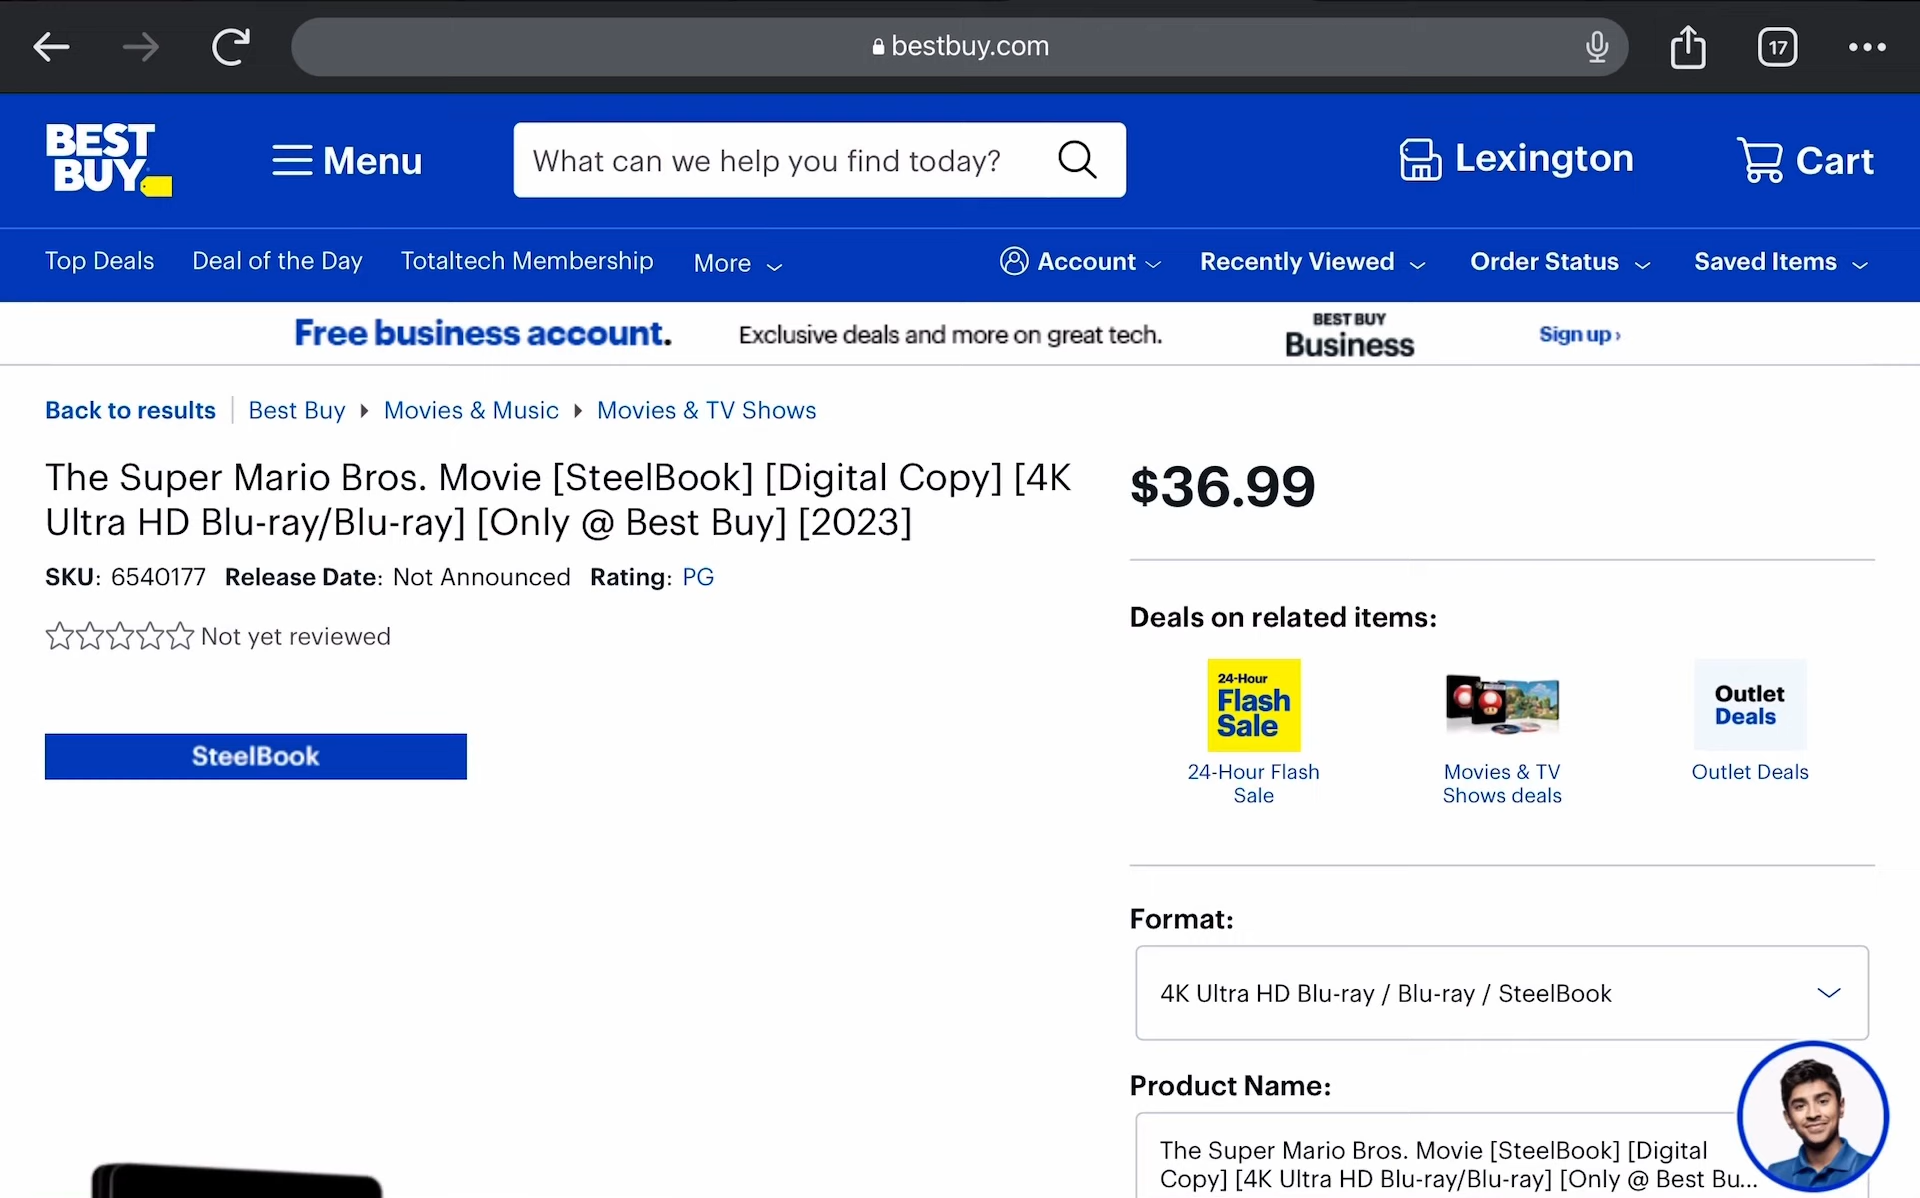 bestbuy.com
17
BEST
BUY
Menu
What can we help you find today?
Lexington
Cart
Top Deals
Deal of the Day
Totaltech Membership
More
Account
Recently Viewed
Order Status
Saved Items
Free business account.
Exclusive deals and more on great tech.
BEST BUY
Business
Sign up ›
Back to results
Best Buy
Movies & Music
Movies & TV Shows
The Super Mario Bros. Movie [SteelBook] [Digital Copy] [4K
Ultra HD Blu-ray/Blu-ray] [Only @ Best Buy] [2023]
SKU: 6540177 Release Date: Not Announced Rating: PG
Not yet reviewed
SteelBook
$36.99
Deals on related items:
24-Hour
Flash
Sale
24-Hour Flash
Sale
Movies & TV
Shows deals
Outlet
Deals
Outlet Deals
Format:
4K Ultra HD Blu-ray / Blu-ray / SteelBook
Product Name:
The Super Mario Bros. Movie [SteelBook] [Digital
Copy] [4K Ultra HD Blu-ray/Blu-ray] [Only @ Best Bu...